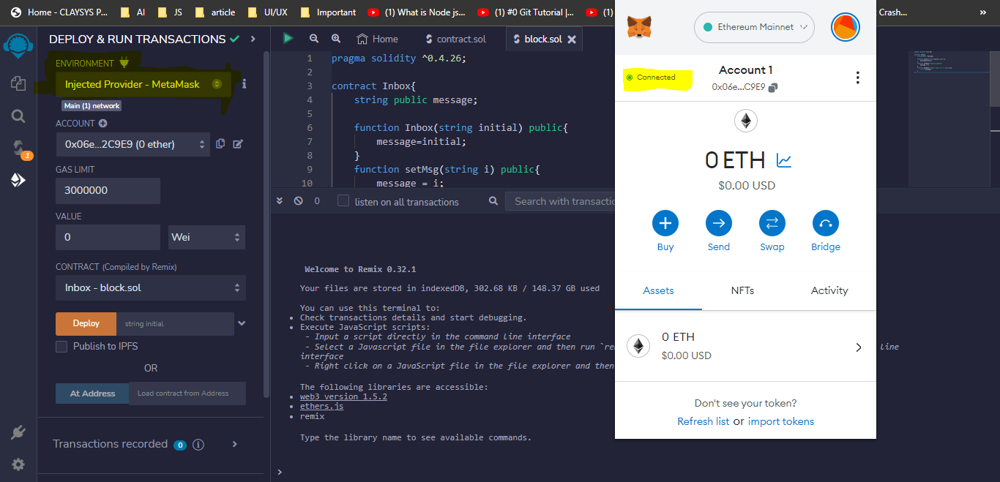 Home - CLAYSYS P...
AI
JS
article
UI/UX
Important
(1) What is Node js...
(1) #0 Git Tutorial |...
(1)
Crash...
»
DEPLOY & RUN TRANSACTIONS
ENVIRONMENT
Injected Provider - MetaMask
Main (1) network
ACCOUNT
0x06e...2C9E9 (0 ether)
GAS LIMIT
3000000
VALUE
0
Wei
CONTRACT (Compiled by Remix)
Inbox - block.sol
Deploy
string initial
Publish to IPFS
OR
At Address
Load contract from Address
Transactions recorded 0
1
Home
contract.sol
block.sol
1 pragma solidity ^0.4.26;
2
3 contract Inbox{
4 string public message;
5
6 function Inbox(string initial) public{
7 message=initial;
8 }
9 function setMsg(string i) public{
10 message = i;
0
listen on all transactions
Search with transactio
Welcome to Remix 0.32.1
Your files are stored in indexedDB, 302.68 KB / 148.37 GB used
You can use this terminal to:
• Check transactions details and start debugging.
• Execute JavaScript scripts:
- Input a script directly in the command line interface
- Select a Javascript file in the file explorer and then run `re line
interface
- Right click on a JavaScript file in the file explorer and then
The following libraries are accessible:
• web3 version 1.5.2
• ethers.js
• remix
Type the library name to see available commands.
>
Ethereum Mainnet
Connected
Account 1
0x06e...C9E9
0 ETH
$0.00 USD
Buy
Send
Swap
Bridge
Assets
NFTs
Activity
0 ETH
$0.00 USD
Don't see your token?
Refresh list or import tokens